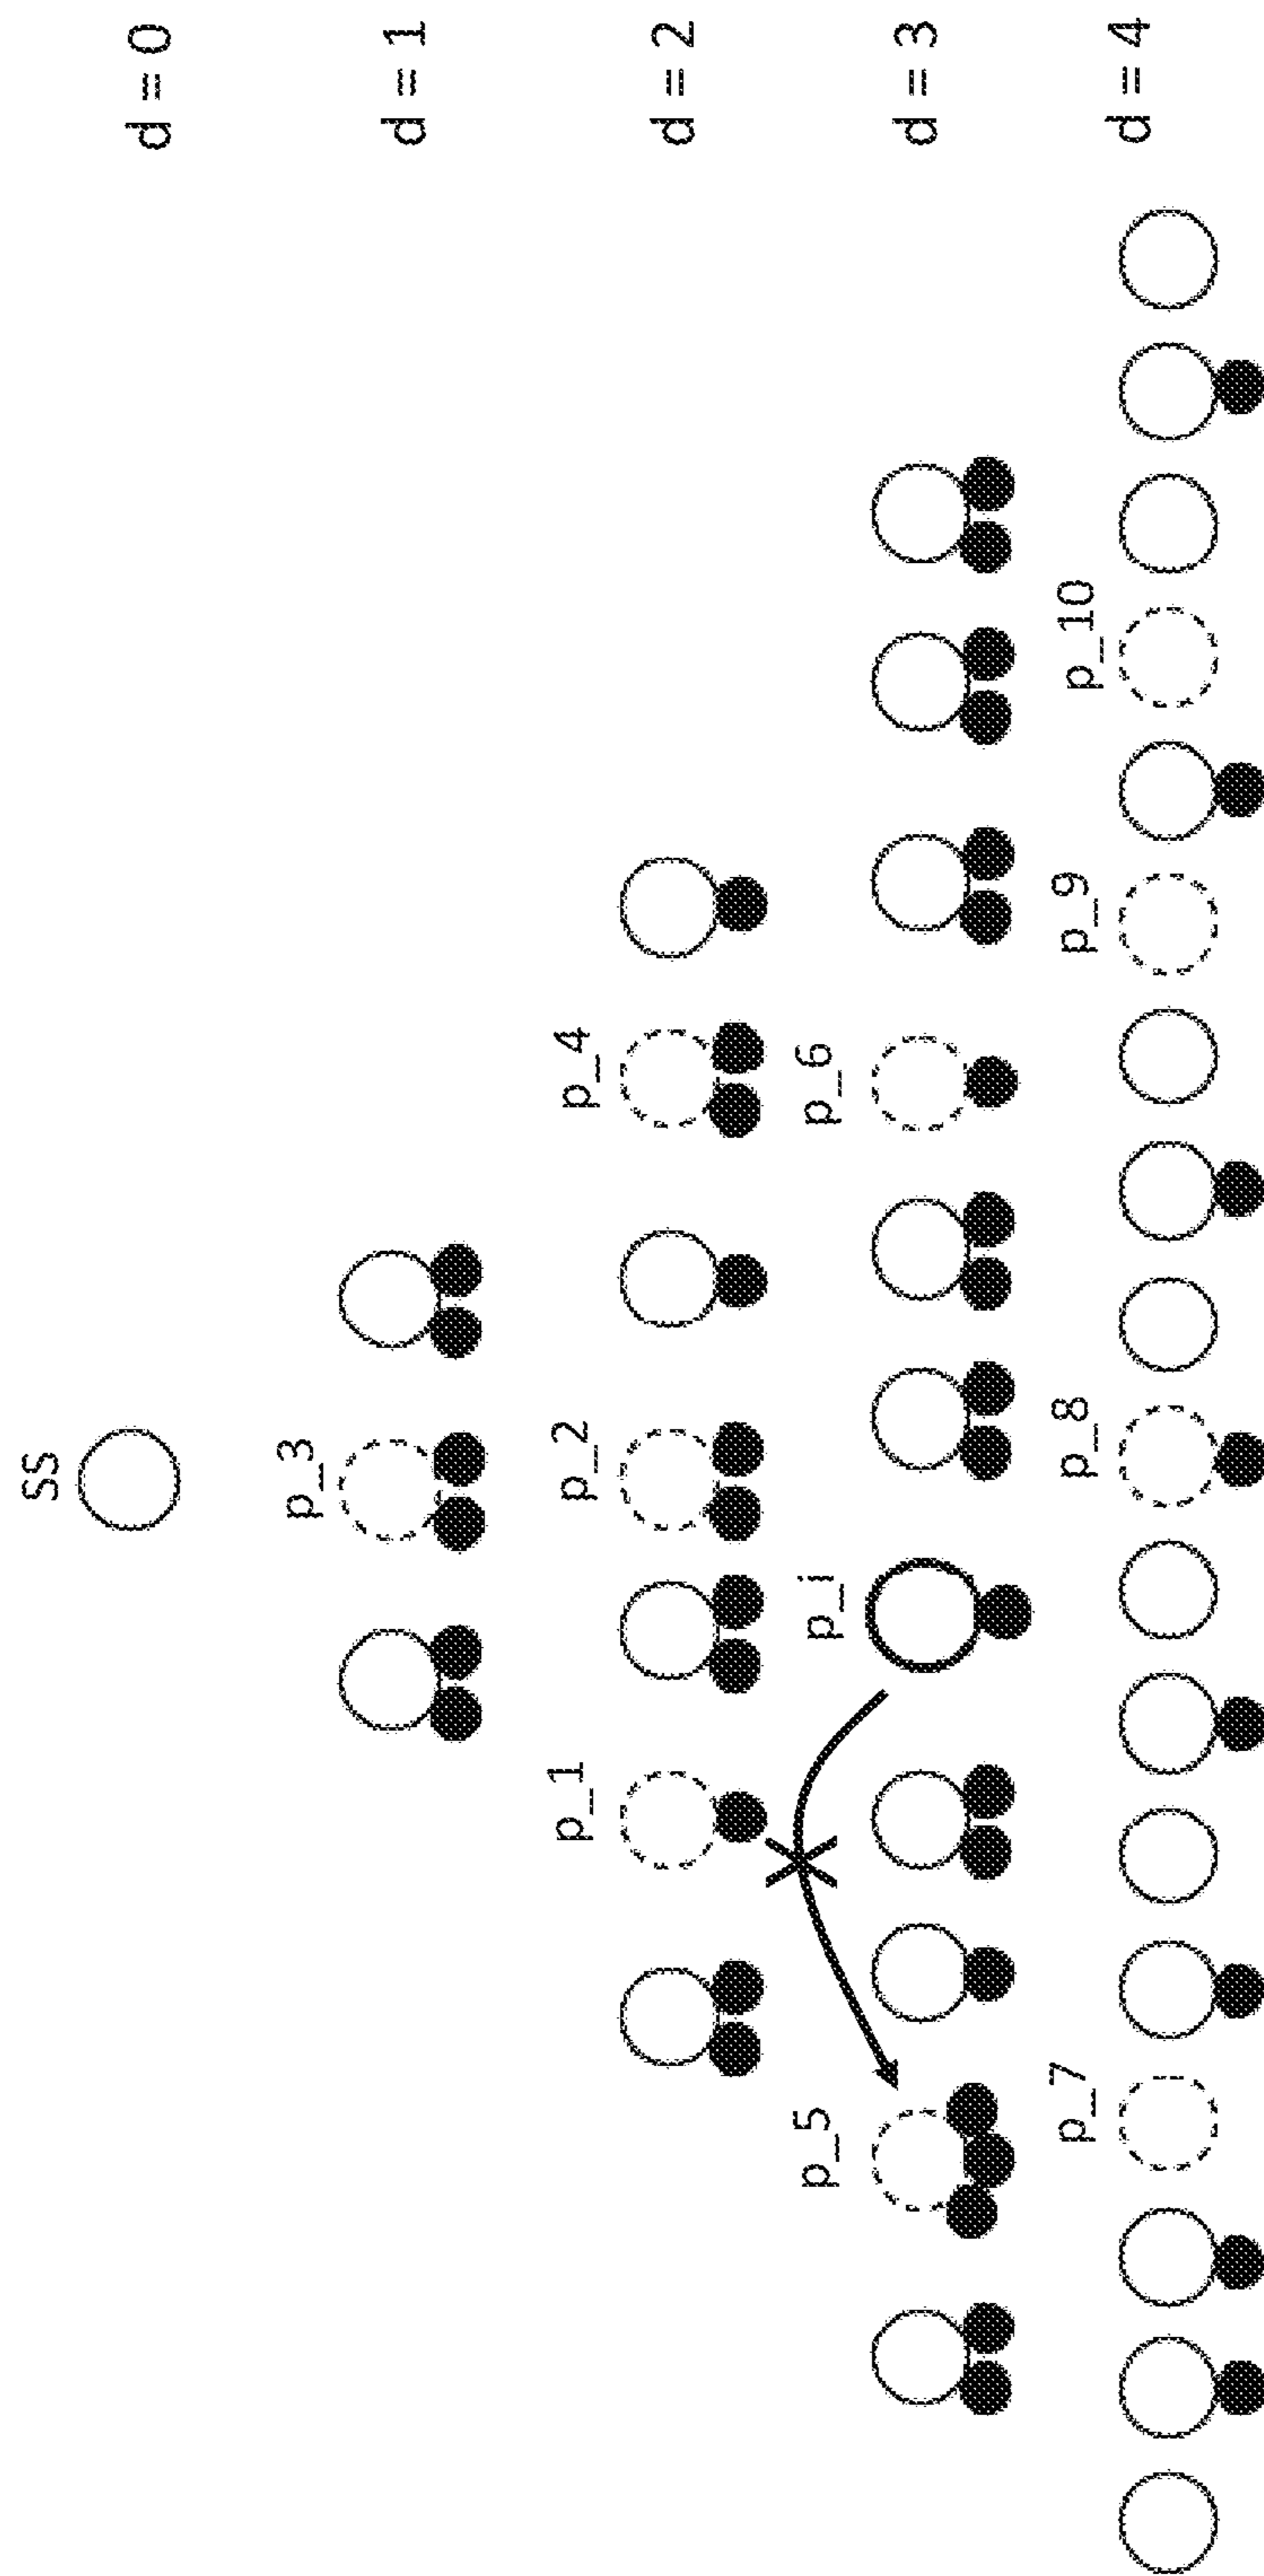 SS
d = 0
p_3
d = 1
p_1
p_2
p_4
d = 2
p_5
p_i
p_6
d = 3
p_7
p_8
p_9
p_10
d = 4